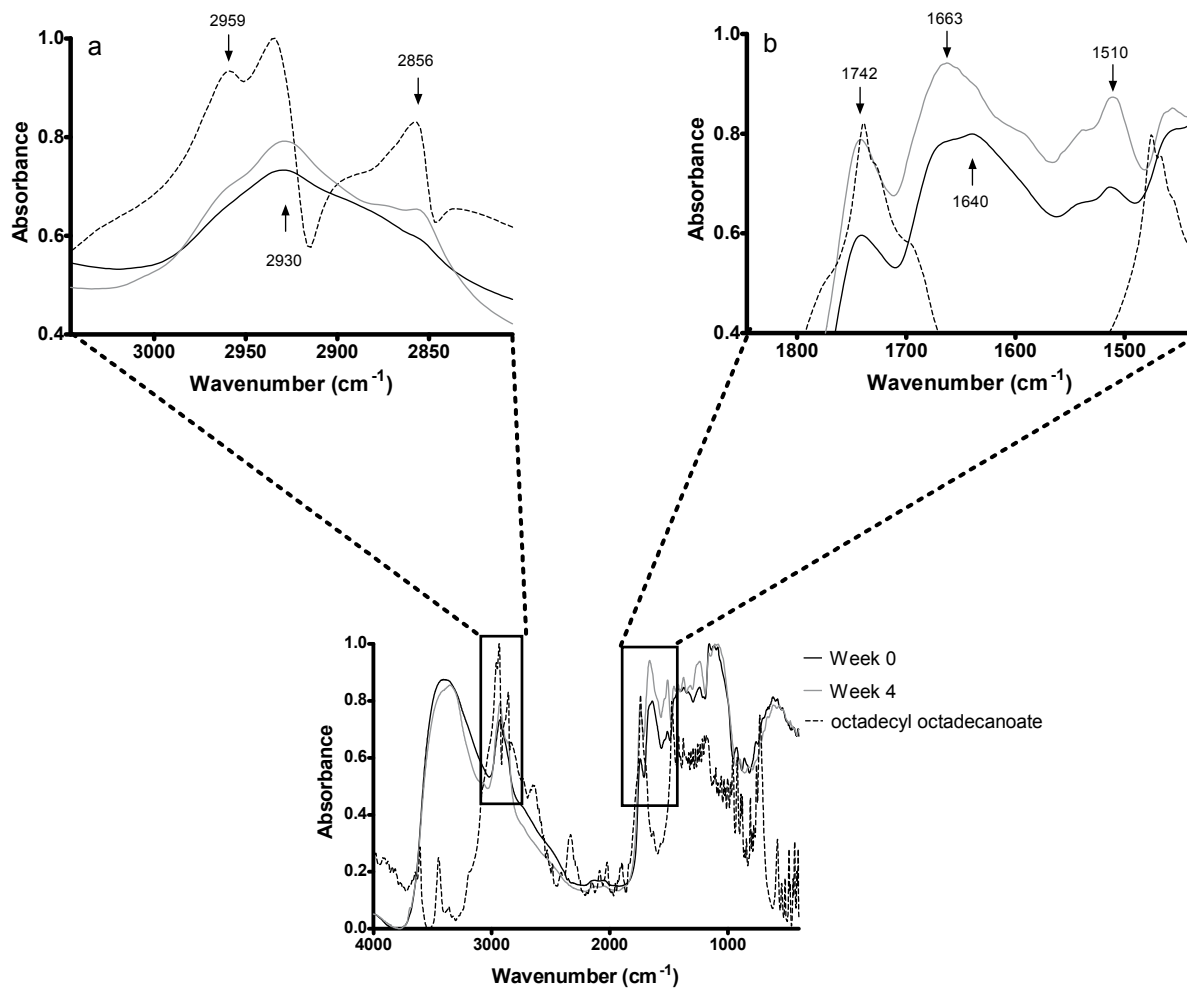 a
2959
2856
2930
1.0
0.8
0.6
0.4
Absorbance
3000 2950 2900 2850
Wavenumber (cm-1)
b
1663
1742
1510
1640
1.0
0.8
0.6
0.4
Absorbance
1800 1700 1600 1500
Wavenumber (cm-1)
1.0
0.8
0.6
0.4
0.2
0.0
Absorbance
4000 3000 2000 1000
Wavenumber (cm-1)
Week 0
Week 4
octadecyl octadecanoate